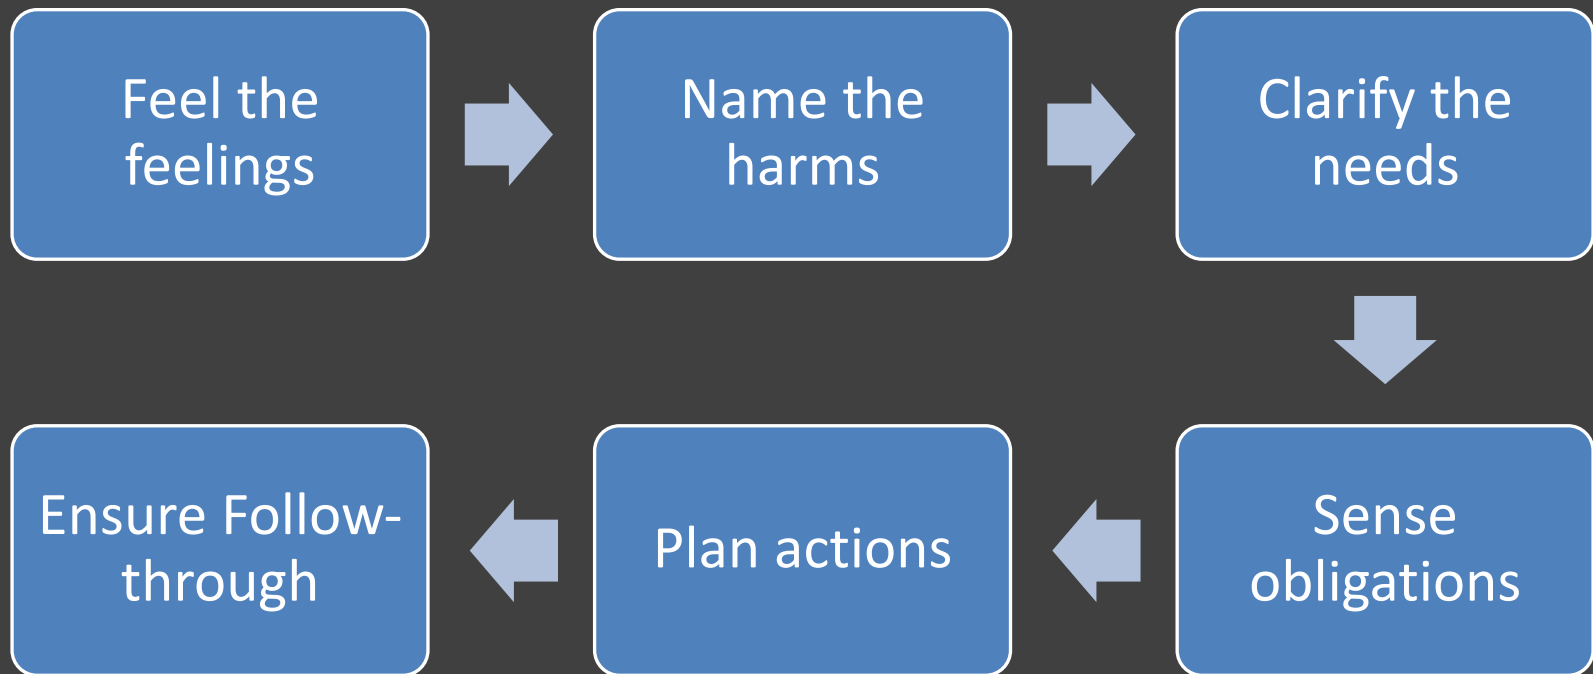 Feel the
feelings
Name the
harms
Clarify the
needs
Sense
obligations
Plan actions
Ensure Follow-
through